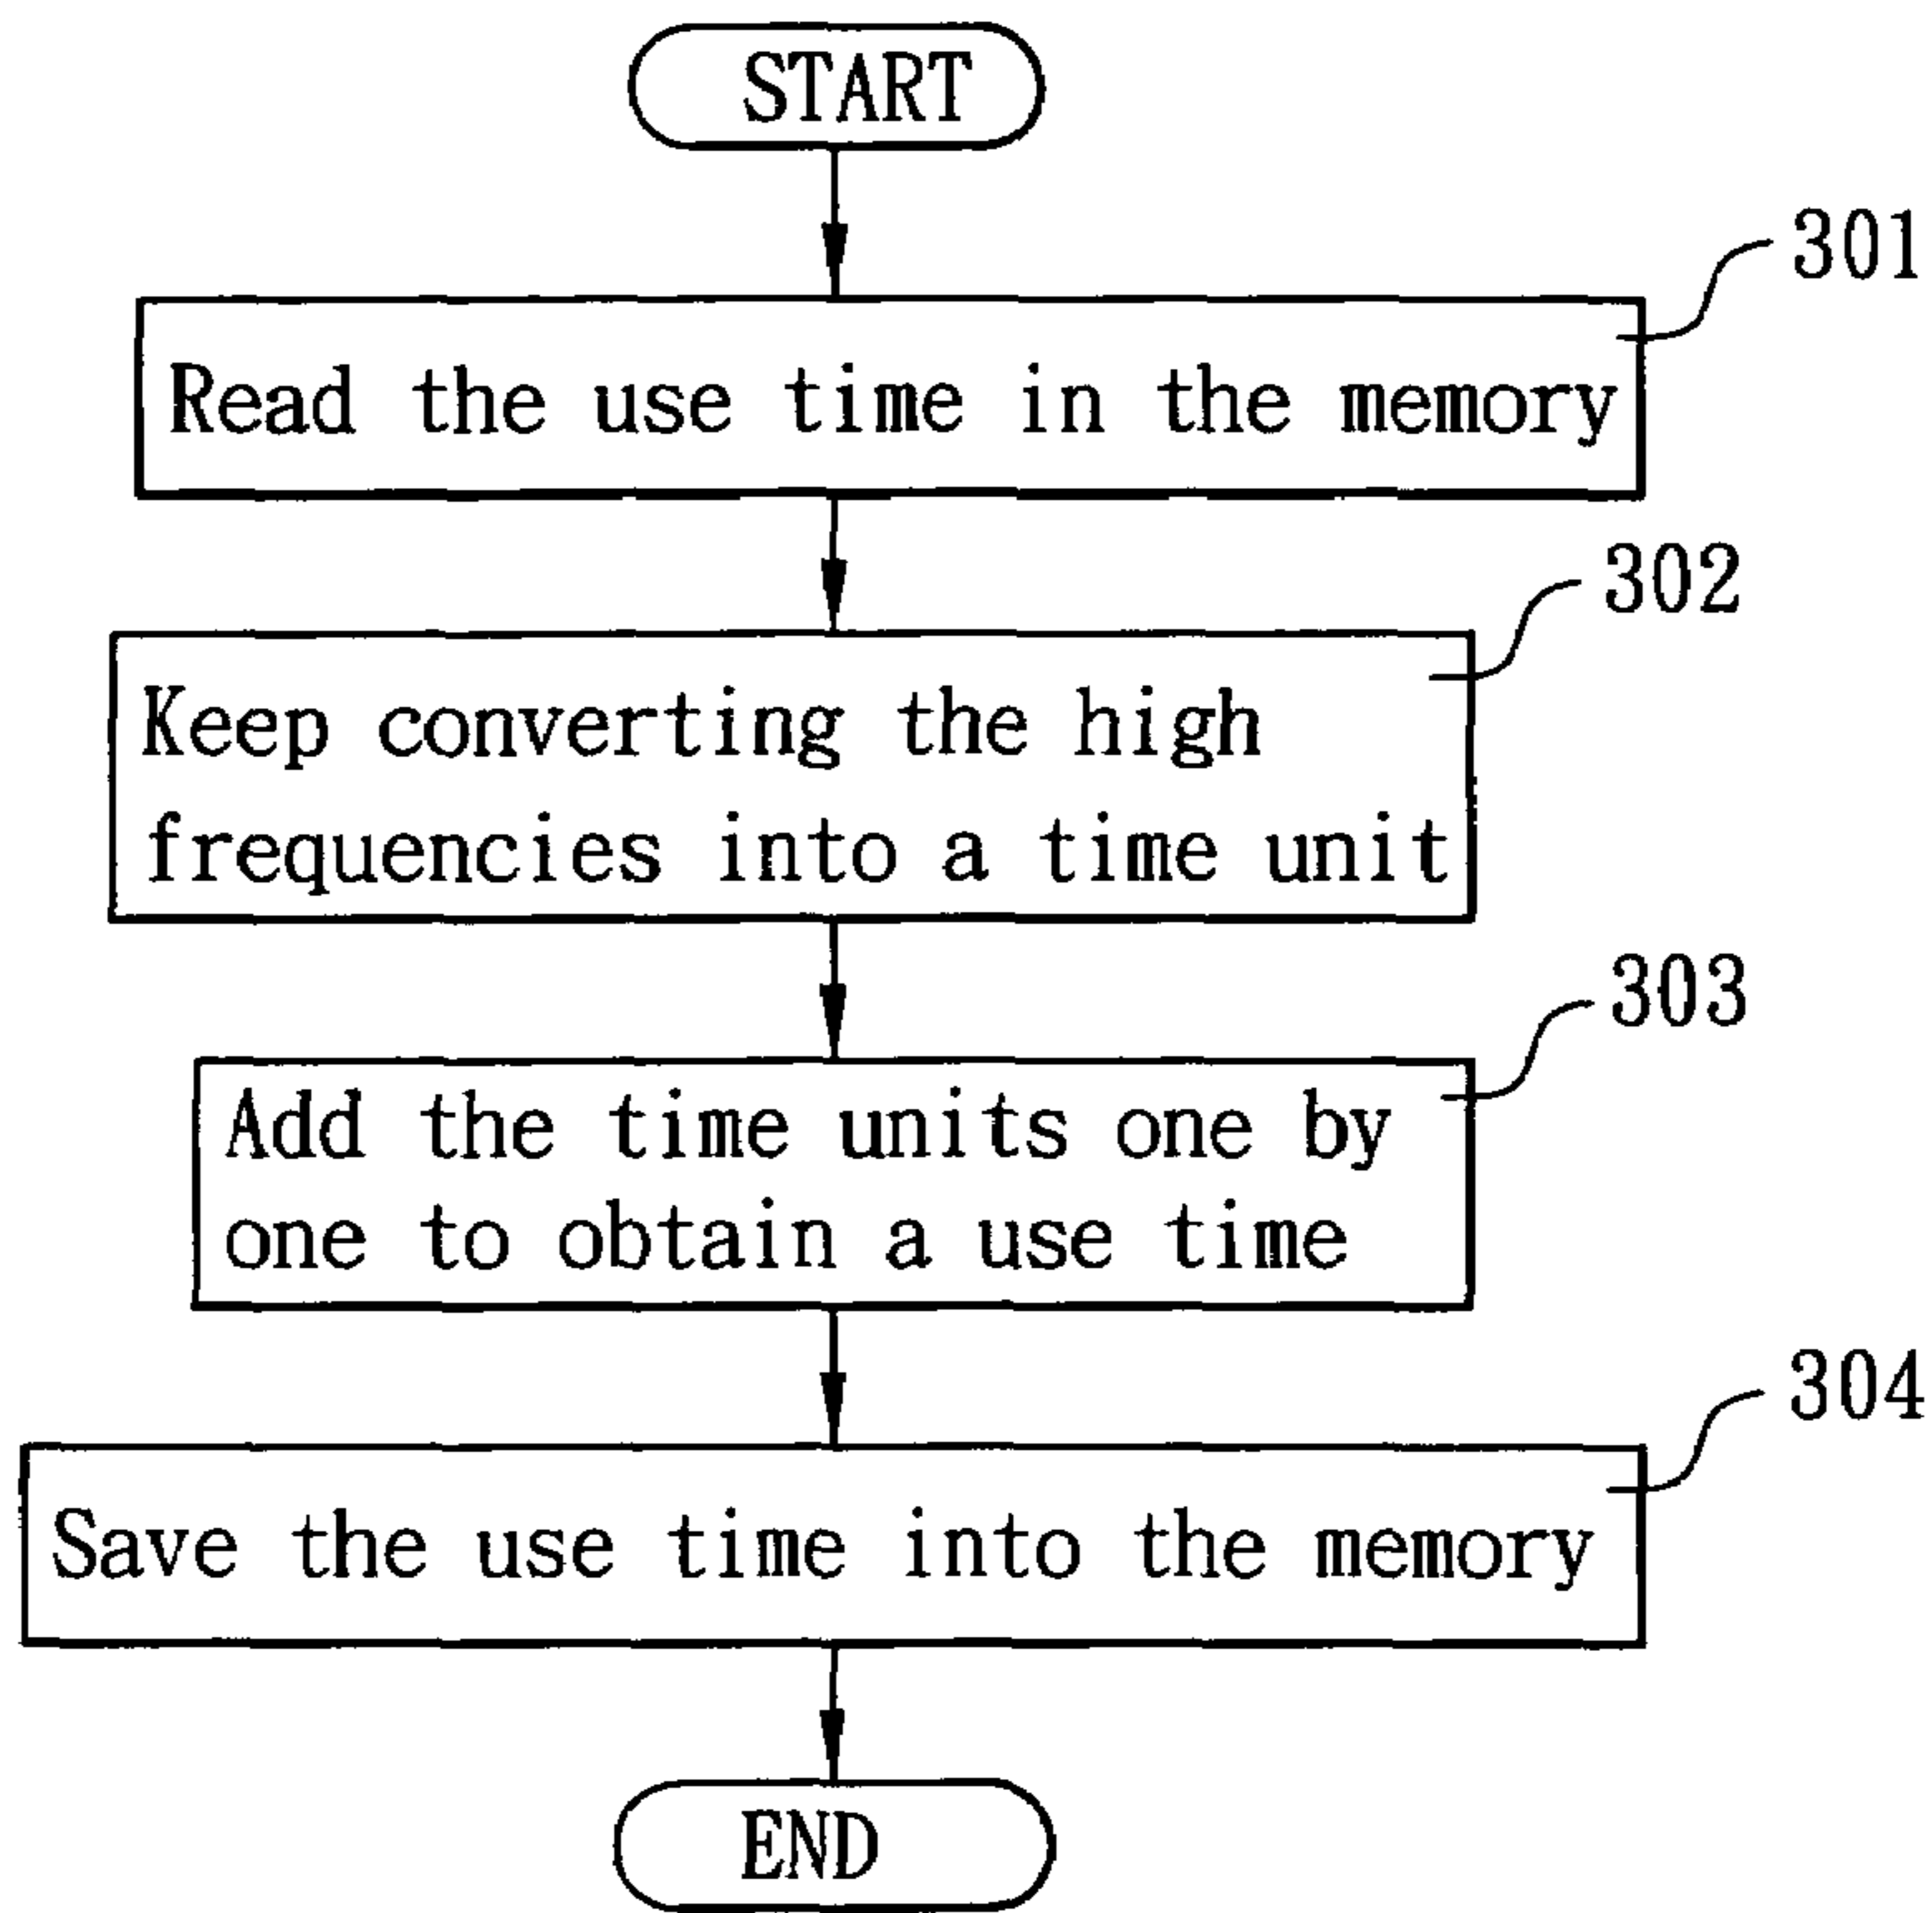 START
301
Read the use time in the memory
302
Keep converting the high
frequencies into a time unit
303
Add the time units one by
one to obtain a use time
304
Save the use time into the memory
END